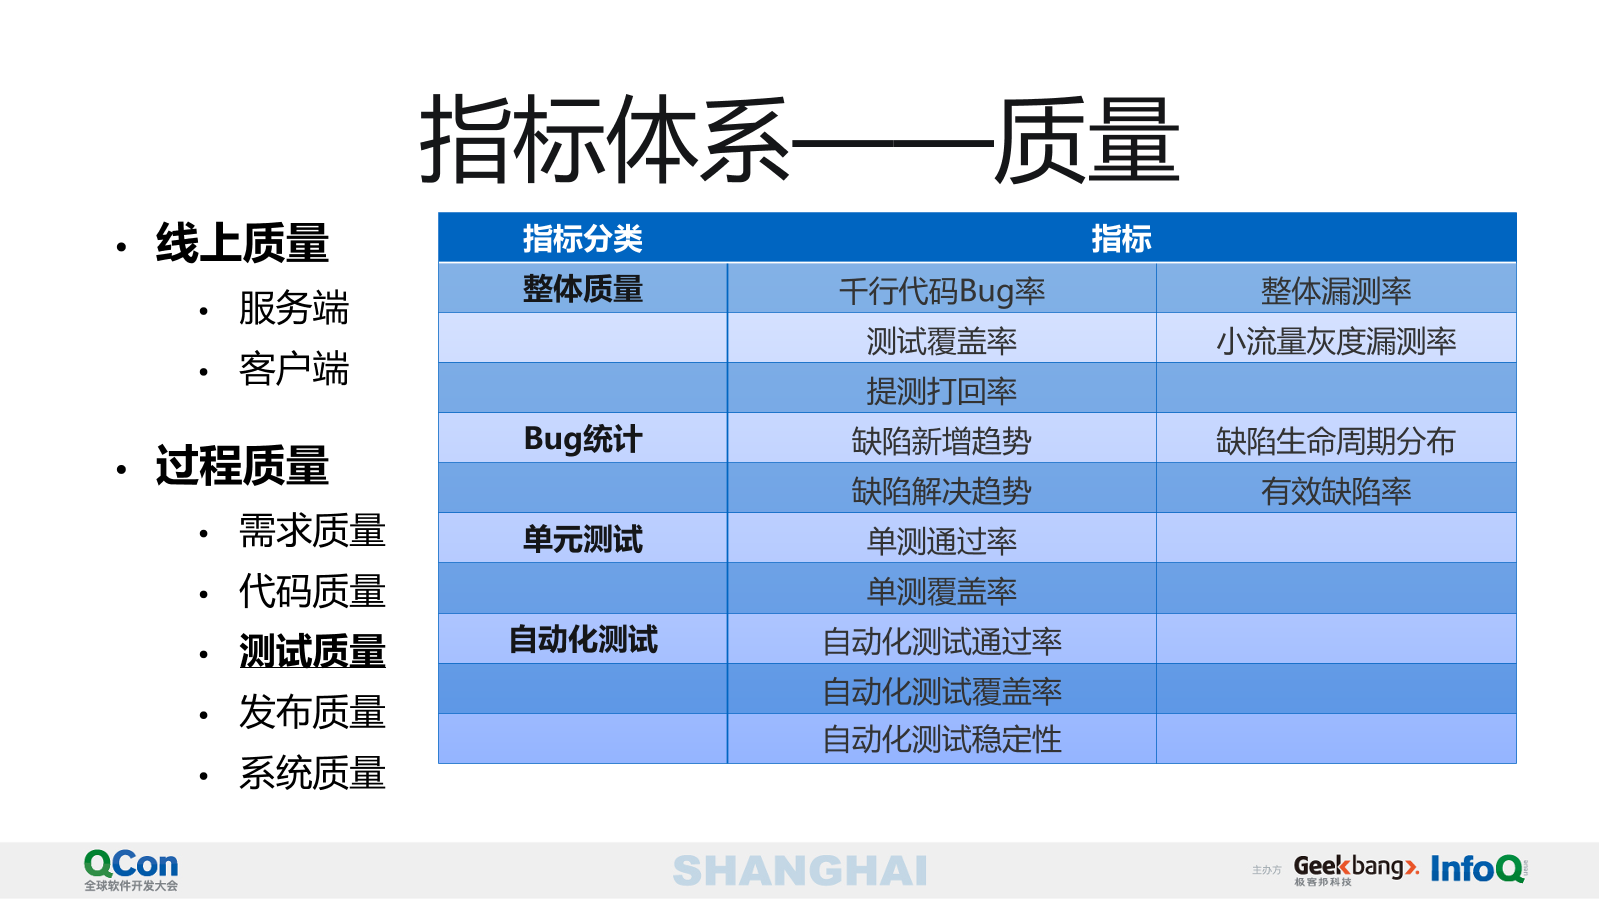 指标体系——质量
• 线上质量
• 服务端
• 客户端
• 过程质量
• 需求质量
• 代码质量
• 测试质量
• 发布质量
• 系统质量
指标分类 指标
整体质量 千行代码Bug率 整体漏测率
测试覆盖率 小流量灰度漏测率
提测打回率
Bug统计 缺陷新增趋势 缺陷生命周期分布
缺陷解决趋势 有效缺陷率
单元测试 单测通过率
单测覆盖率
自动化测试 自动化测试通过率
自动化测试覆盖率
自动化测试稳定性
QCon
全球软件开发大会
SHANGHAI
主办方
Geekbang
极客邦科技
InfoQ